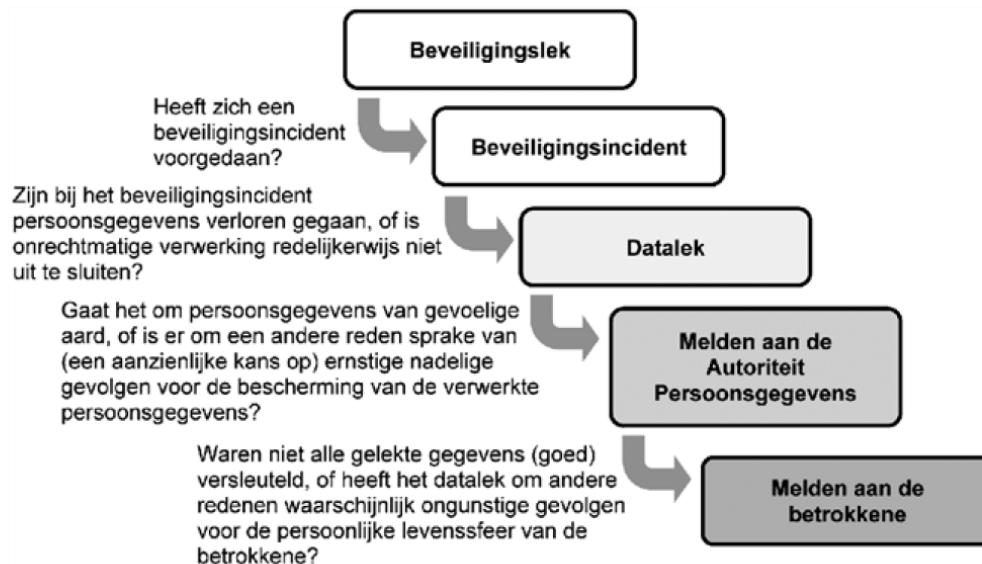 Beveiligingslek
Heeft zich een
beveiligingsincident
voorgedaan?
Beveiligingsincident
Zijn bij het beveiligingsincident
persoonsgegevens verloren gegaan, of is
onrechtmatige verwerking redelijkerwijs niet
uit te sluiten?
Datalek
Gaat het om persoonsgegevens van gevoelige
aard, of is er om een andere reden sprake van
(een aanzienlijke kans op) ernstige nadelige
gevolgen voor de bescherming van de verwerkte
persoonsgegevens?
Melden aan de
Autoriteit
Persoonsgegevens
Waren niet alle gelekte gegevens (goed)
versleuteld, of heeft het datalek om andere
redenen waarschijnlijk ongunstige gevolgen
voor de persoonlijke levenssfeer van de
betrokkene?
Melden aan de
betrokkene